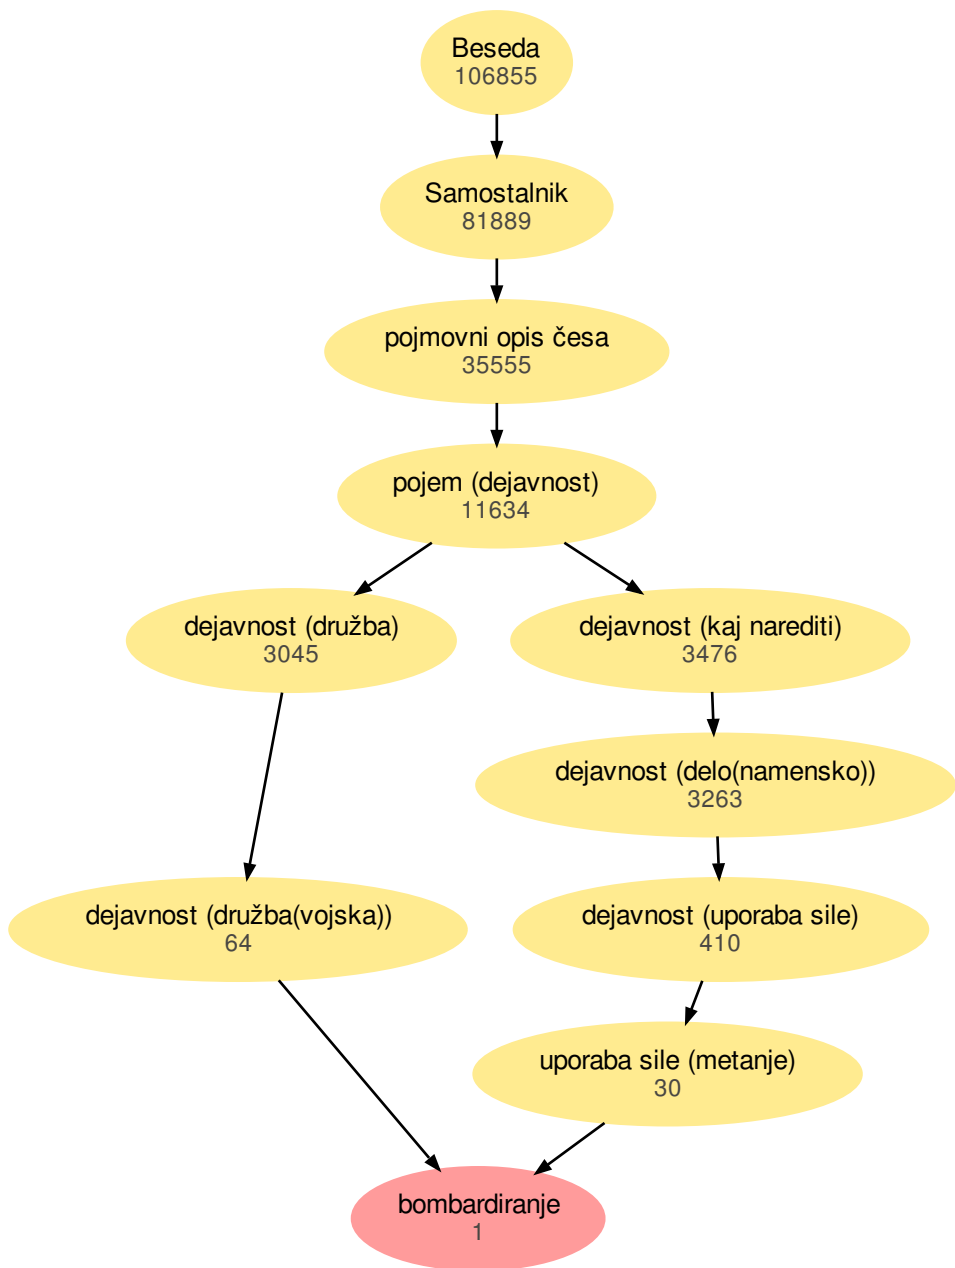 Beseda
106855
Samostalnik
81889
pojmovni opis česa
35555
pojem (dejavnost)
11634
dejavnost (družba)
3045
dejavnost (kaj narediti)
3476
dejavnost (delo(namensko))
3263
dejavnost (družba(vojska))
64
dejavnost (uporaba sile)
410
uporaba sile (metanje)
30
bombardiranje
1